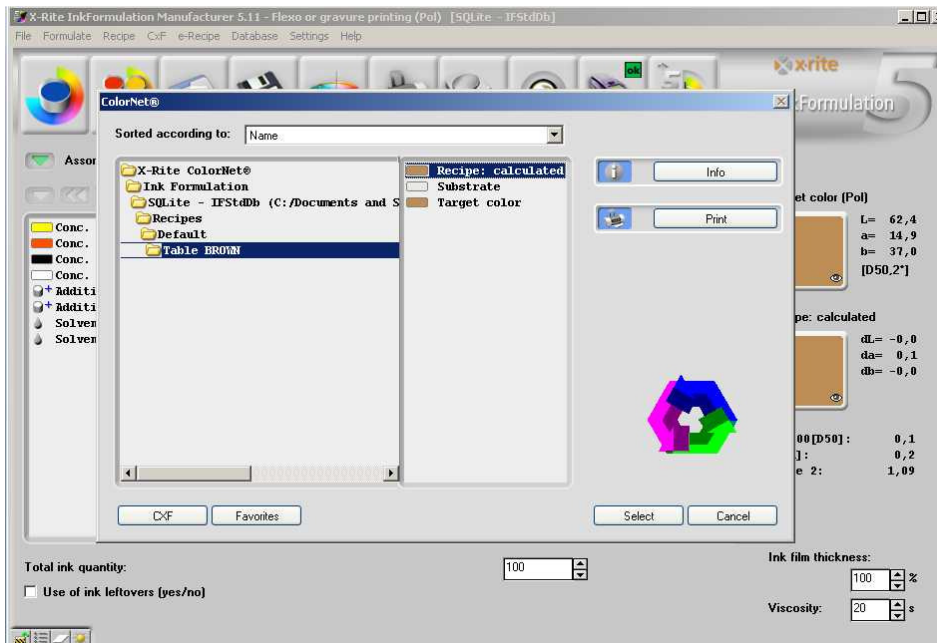 X-Rite InkFormulation Manufacturer 5.11 - Flexo or gravure printing (Pol) [SQLite - IFStdDb]
File Formulate Recipe CxF e-Recipe Database Settings Help
ok
x·rite
Formulation 5
ColorNet®
Sorted according to: Name
X-Rite ColorNet®
Ink Formulation
SQLite - IFStdDb (C:/Documents and S
Recipes
Default
Table BROWN
Recipe: calculated
Substrate
Target color
Info
Print
CXF
Favorites
Select
Cancel
Assor
Conc.
Conc.
Conc.
Conc.
Additi
Additi
Solven
Solven
et color (Pol)
L= 62,4
a= 14,9
b= 37,0
[D50,2°]
pe: calculated
dL= -0,0
da= 0,1
db= -0,0
00[D50]: 0,1
]: 0,2
e 2: 1,09
Total ink quantity: 100
Use of ink leftovers (yes/no)
Ink film thickness:
100 %
Viscosity: 20 s